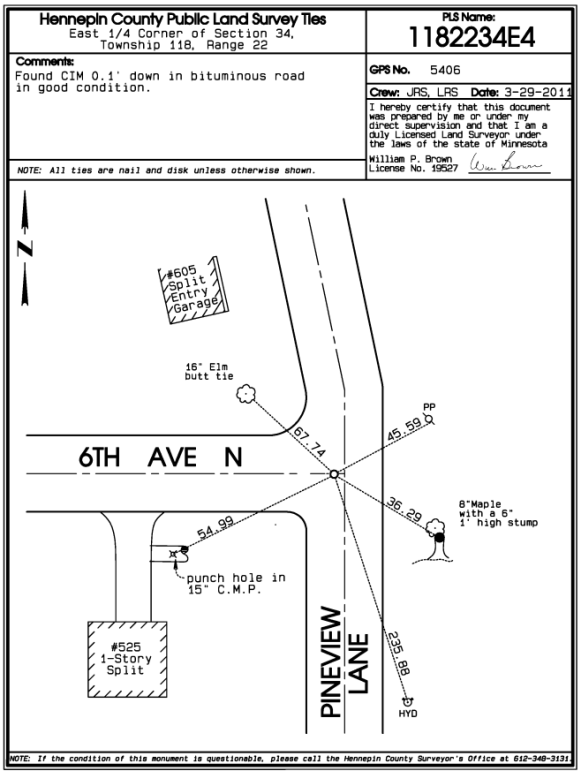 Hennepin County Public Land Survey Ties
East 1/4 Corner of Section 34,
Township 118, Range 22
PLS Name:
1182234E4
Comments:
Found CIM 0.1' down in bituminous road
in good condition.
GPS No. 5406
Crew: JRS, LRS Date: 3-29-2011
I hereby certify that this document
was prepared by me or under my
direct supervision and that I am a
duly Licensed Land Surveyor under
the laws of the state of Minnesota
William P. Brown
License No. 19527
NOTE: All ties are nail and disk unless otherwise shown.
N
#605
Split
Entry
Garage
16" Elm
butt tie
PP
67.74
45.59
6TH AVE N
36.29
8"Maple
with a 6"
1' high stump
54.99
punch hole in
15" C.M.P.
#525
1-Story
Split
PINEVIEW
LANE
235.88
HYD
NOTE: If the condition of this monument is questionable, please call the Hennepin County Surveyor's Office at 612-348-3131.